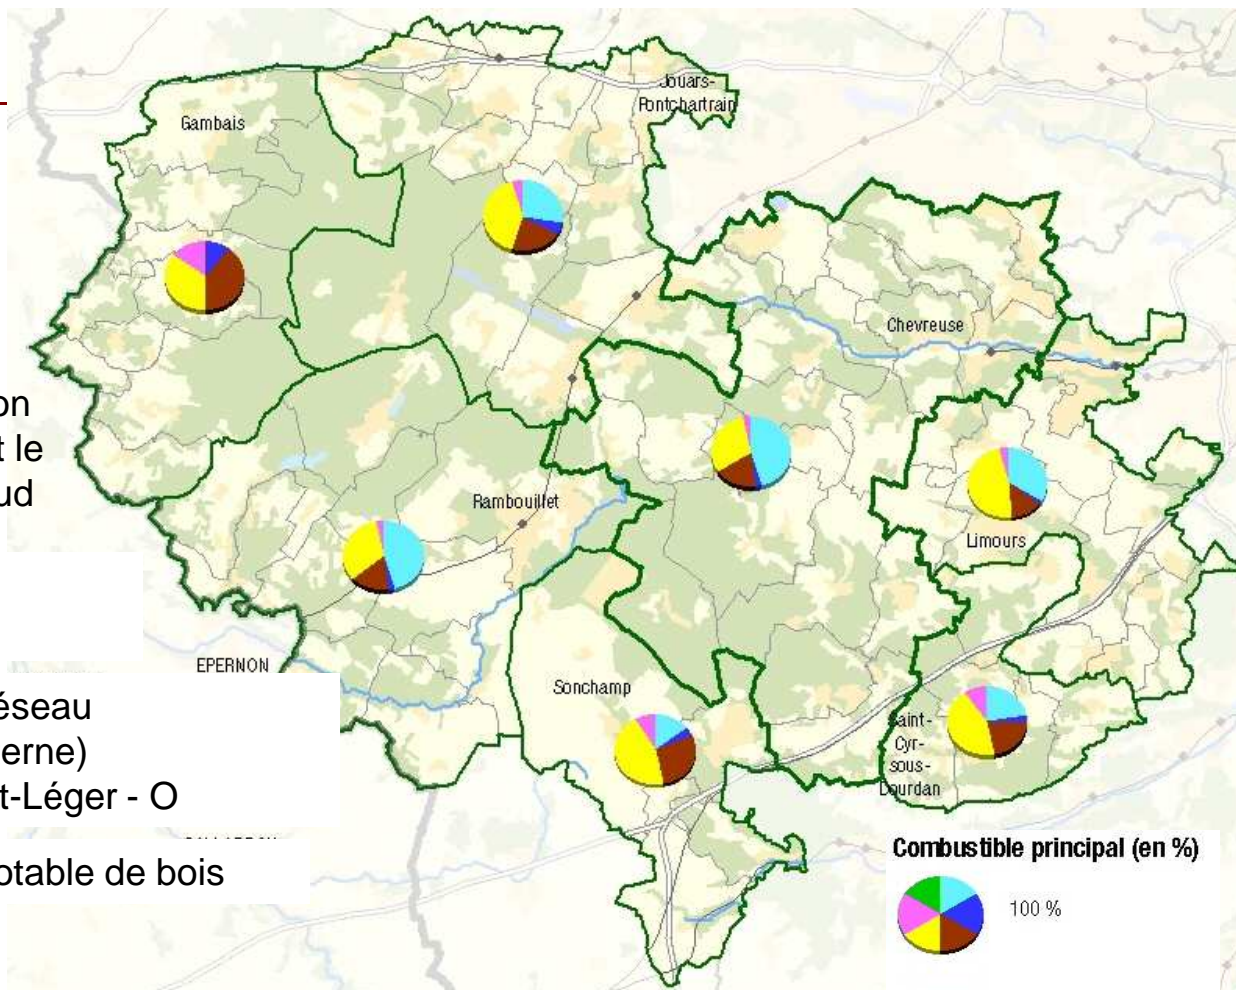 Jouars-
Pontchartrain
Gambais
Chevreuse
on
t le
ud
Rambouillet
Limours
EPERNON
Sonchamp
éseau
erne)
t-Léger - O
Saint-
Cyr-
sous-
Dourdan
otable de bois
Combustible principal (en %)
100 %